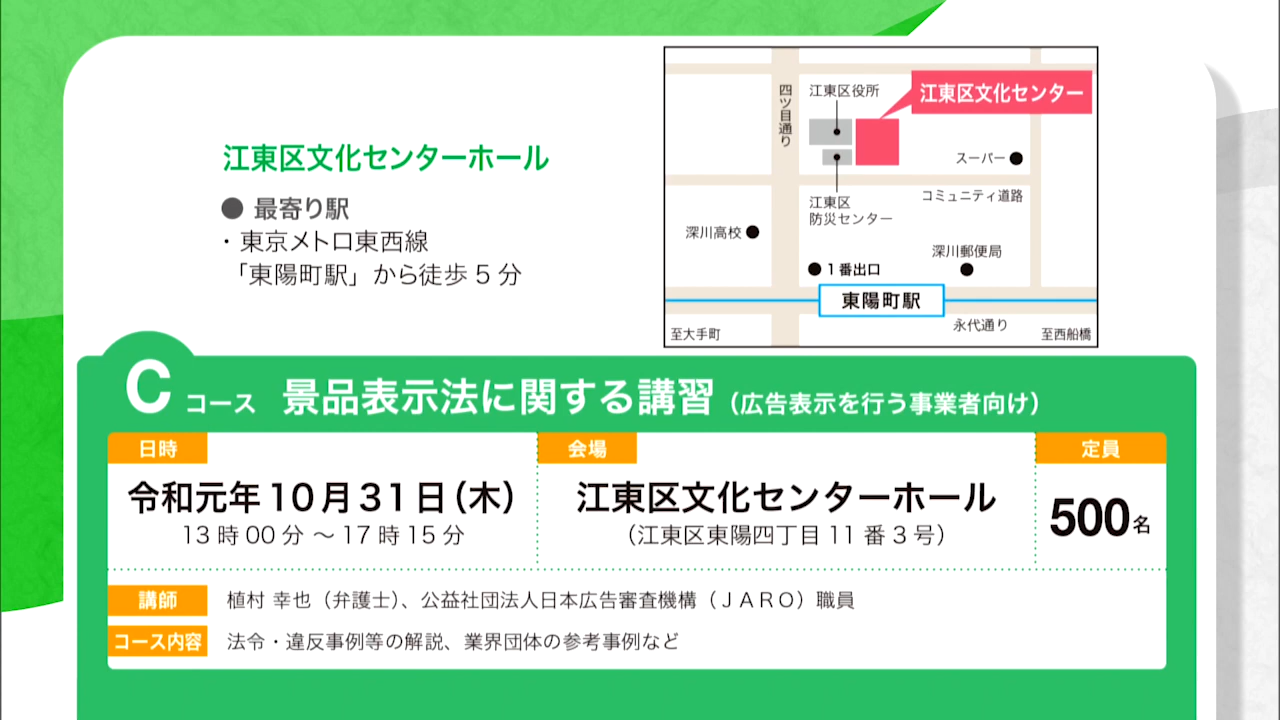 江東区文化センターホール
● 最寄り駅
・東京メトロ東西線
「東陽町駅」から徒歩5分
四ツ目通り
江東区役所
江東区文化センター
スーパー
コミュニティ道路
江東区
防災センター
深川高校
深川郵便局
1番出口
東陽町駅
永代通り
至大手町
至西船橋
Cコース 景品表示法に関する講習（広告表示を行う事業者向け）
日時
令和元年10月31日（木）
13時00分～17時15分
会場
江東区文化センターホール
（江東区東陽四丁目11番3号）
定員
500名
講師
植村 幸也（弁護士）、公益社団法人日本広告審査機構（JARO）職員
コース内容
法令・違反事例等の解説、業界団体の参考事例など